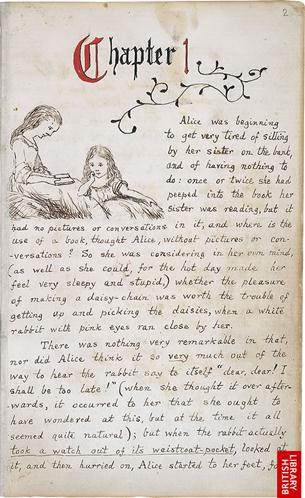 2
Chapter 1
Alice was beginning
to get very tired of sitting
by her sister on the bank,
and of having nothing to
do: once or twice she had
peeped into the book her
sister was reading, but it
had no pictures or conversations in it, and where is the
use of a book, thought Alice, without pictures or con-
-versations? So she was considering in her own mind,
(as well as she could, for the hot day made her
feel very sleepy and stupid,) whether the pleasure
of making a daisy-chain was worth the trouble of
getting up and picking the daisies, when a white
rabbit with pink eyes ran close by her.
There was nothing very remarkable in that,
nor did Alice think it so very much out of the
way to hear the rabbit say to itself "dear, dear! I
shall be too late!" (when she thought it over after-
-wards, it occurred to her that she ought to
have wondered at this, but at the time it all
seemed quite natural); but when the rabbit actually
took a watch out of its waistcoat-pocket, looked at
it, and then hurried on, Alice started to her feet, for
BRITISH
LIBRARY